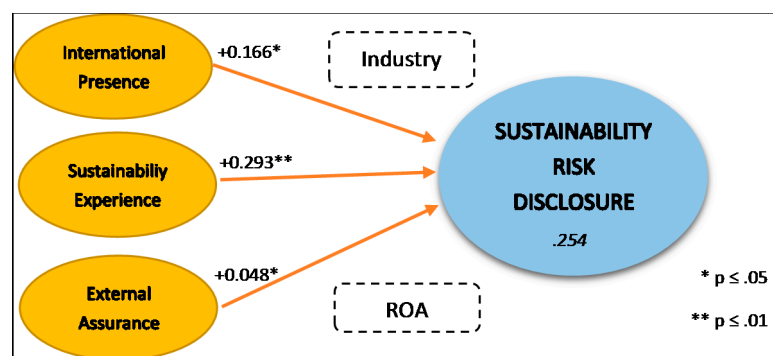 International
Presence
+0.166*
Industry
Sustainabiliy
Experience
+0.293**
SUSTAINABILITY
RISK
DISCLOSURE
.254
External
Assurance
+0.048*
ROA
* p ≤ .05
** p ≤ .01